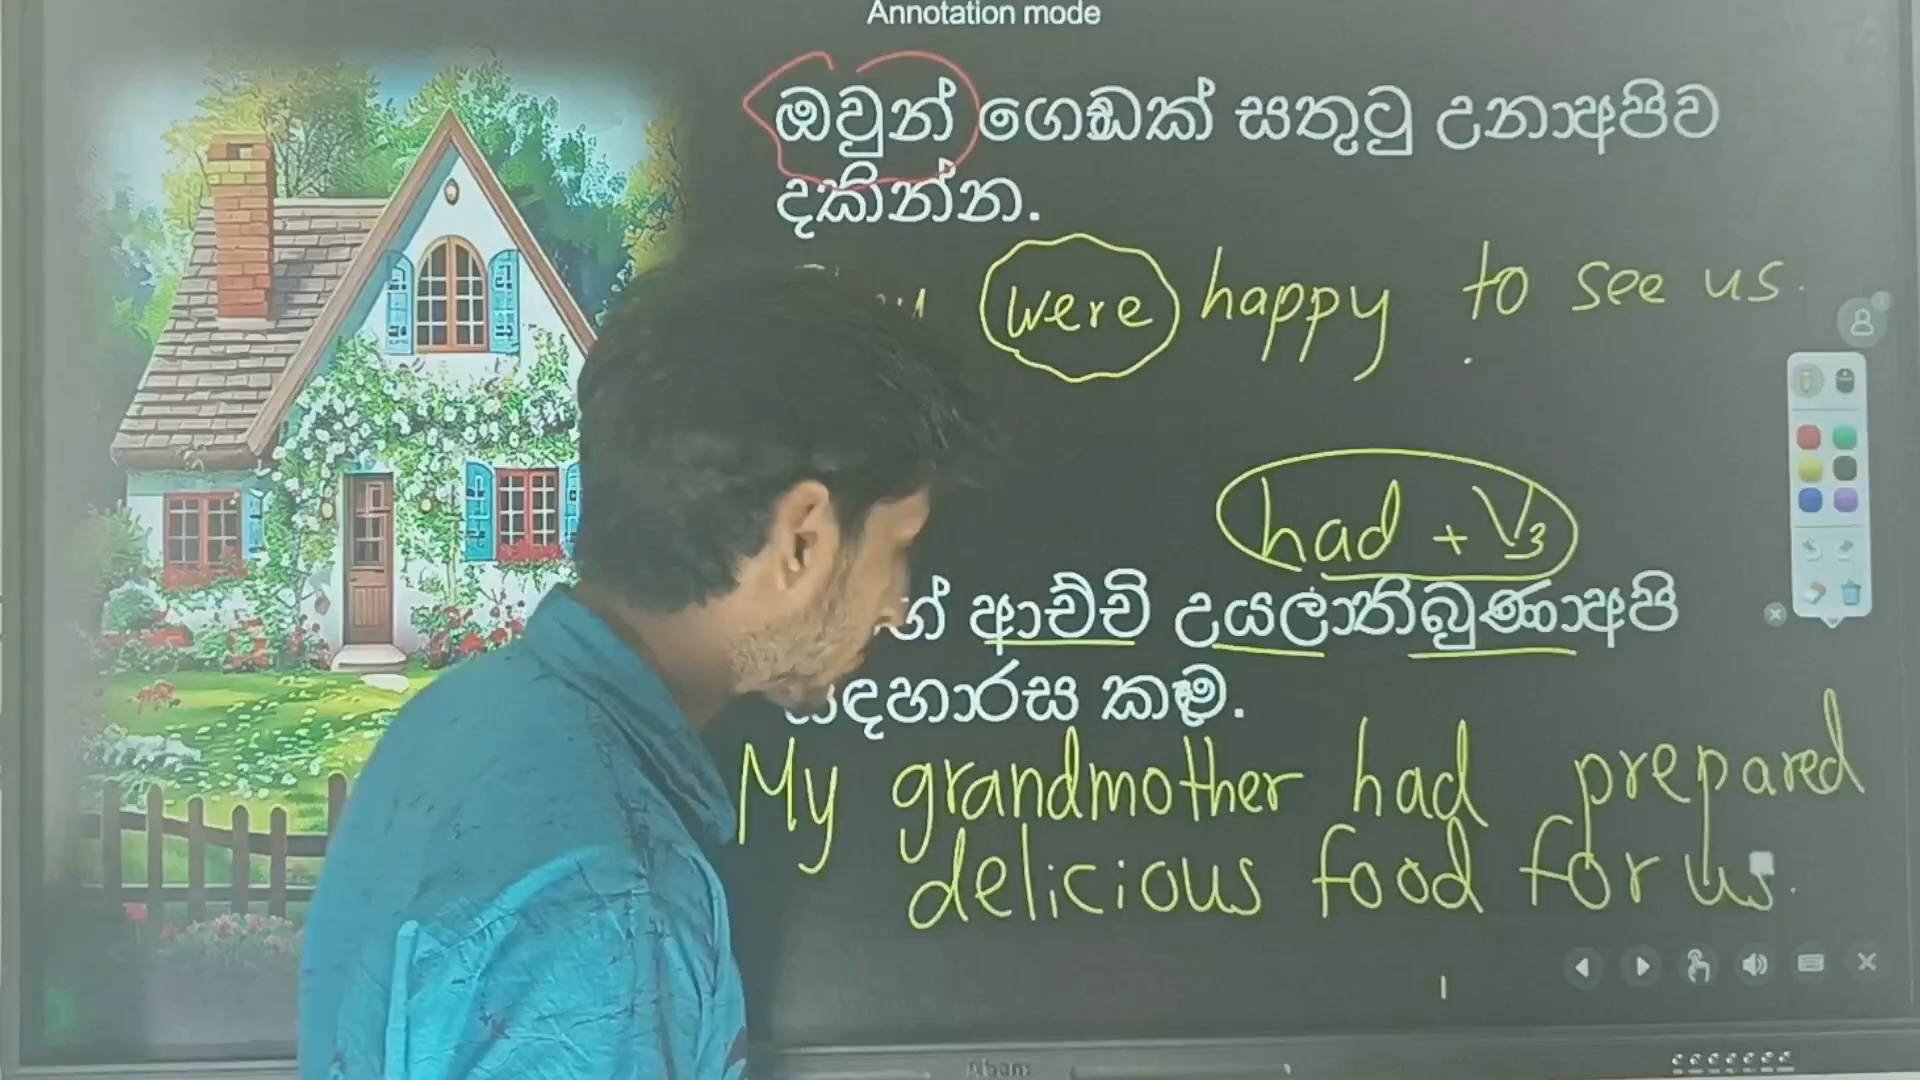 Annotation mode
ඔවුන් ගොඩක් සතුටු උනා අපිව
දකින්න.
were happy to see us.
had + V3
ආච්චි උයලා තිබුණා අපි
රස කෑම.
My grandmother had prepared
delicious food for us.